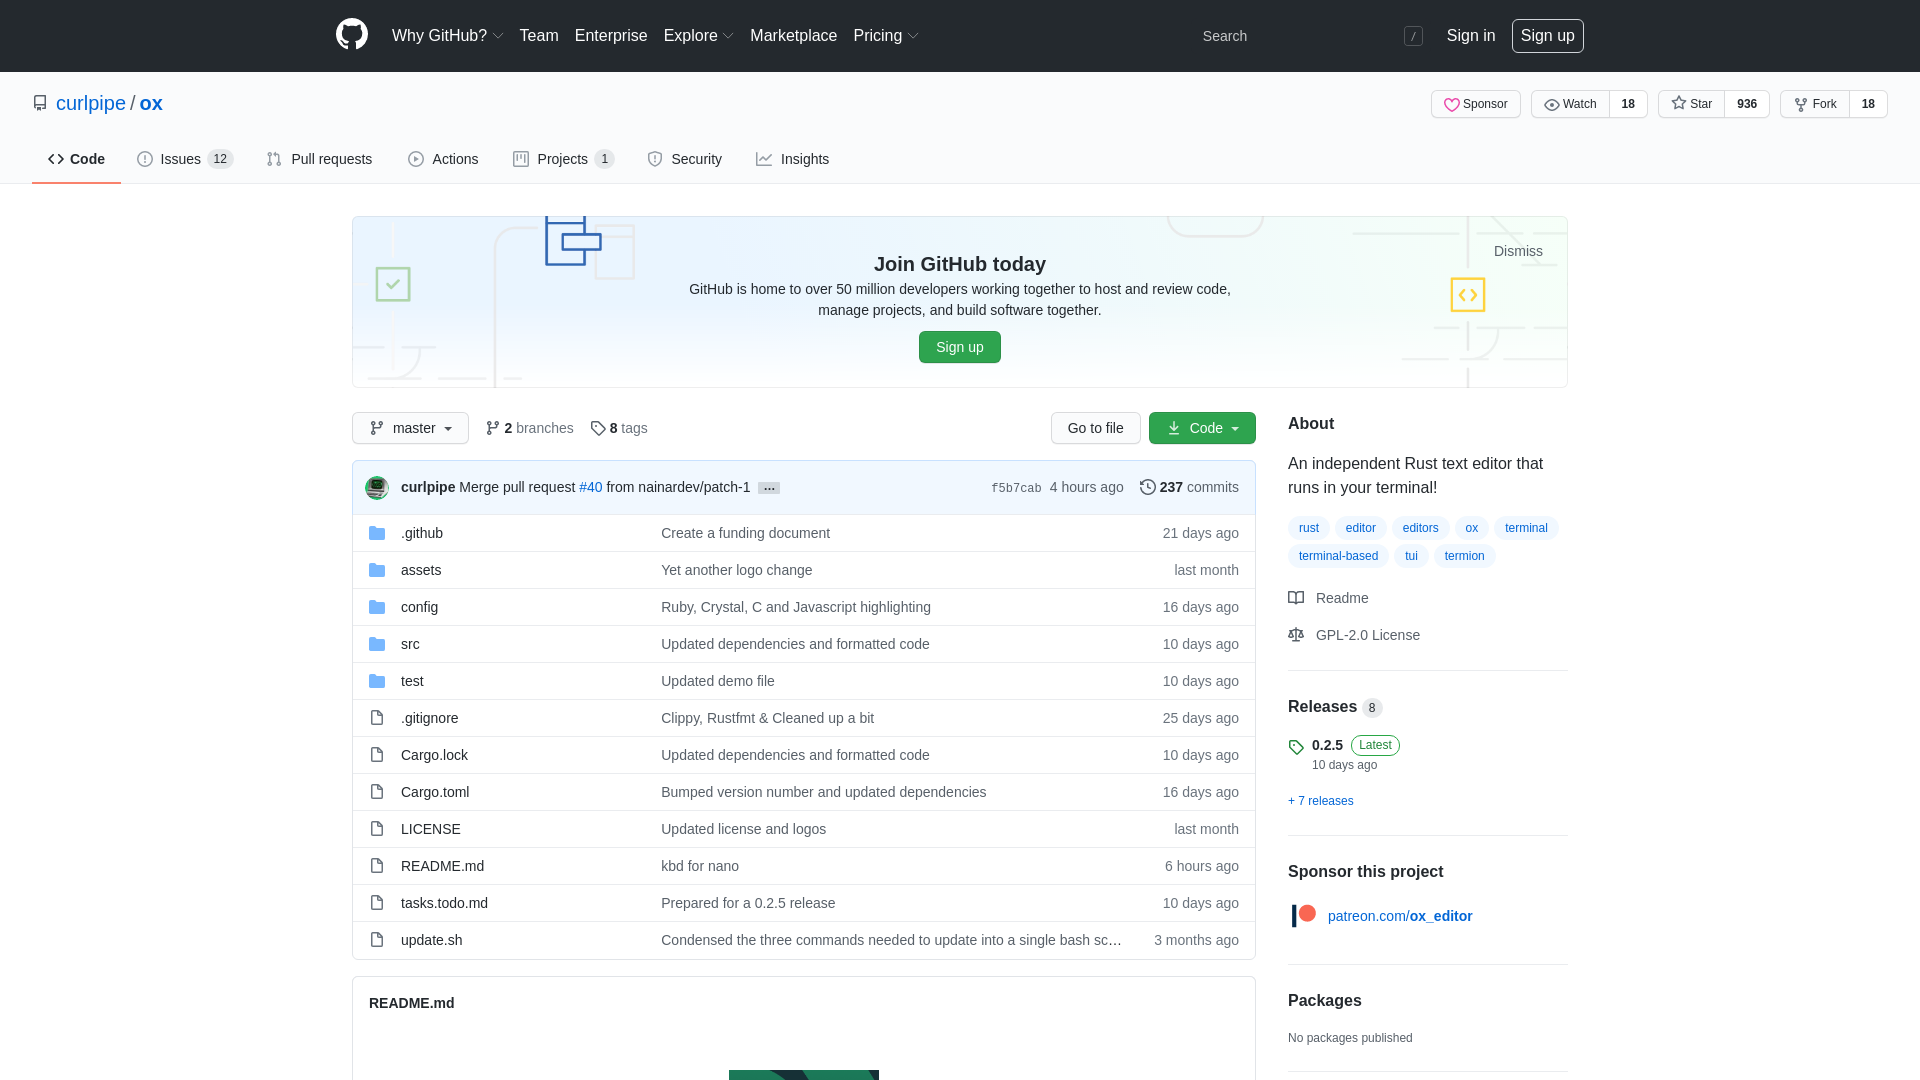 Why GitHub? Team Enterprise Explore Marketplace Pricing Search / Sign in Sign up
curlpipe / ox Sponsor Watch 18 Star 936 Fork 18
Code Issues 12 Pull requests Actions Projects 1 Security Insights
Dismiss
Join GitHub today
GitHub is home to over 50 million developers working together to host and review code,
manage projects, and build software together.
Sign up
master 2 branches 8 tags Go to file Code
curlpipe Merge pull request #40 from nainardev/patch-1 … f5b7cab 4 hours ago 237 commits
.github Create a funding document 21 days ago
assets Yet another logo change last month
config Ruby, Crystal, C and Javascript highlighting 16 days ago
src Updated dependencies and formatted code 10 days ago
test Updated demo file 10 days ago
.gitignore Clippy, Rustfmt & Cleaned up a bit 25 days ago
Cargo.lock Updated dependencies and formatted code 10 days ago
Cargo.toml Bumped version number and updated dependencies 16 days ago
LICENSE Updated license and logos last month
README.md kbd for nano 6 hours ago
tasks.todo.md Prepared for a 0.2.5 release 10 days ago
update.sh Condensed the three commands needed to update into a single bash sc… 3 months ago
README.md
About
An independent Rust text editor that
runs in your terminal!
rust editor editors ox terminal
terminal-based tui termion
Readme
GPL-2.0 License
Releases 8
0.2.5 Latest
10 days ago
+ 7 releases
Sponsor this project
patreon.com/ox_editor
Packages
No packages published